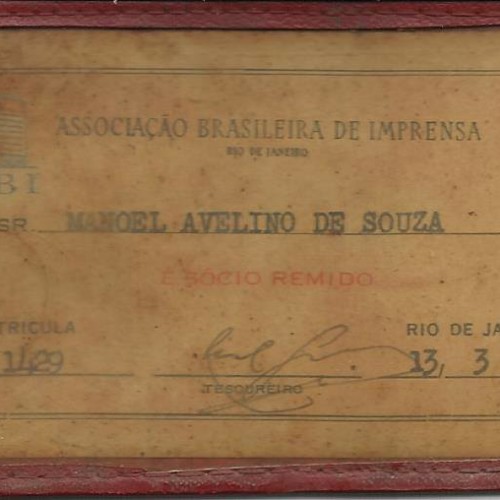 ASSOCIAÇÃO BRASILEIRA DE IMPRENSA
RIO DE JANEIRO
BI
SR. MANOEL AVELINO DE SOUZA
É SÓCIO REMIDO
TRICULA
RIO DE JA
1429
13, 3
TESOUREIRO